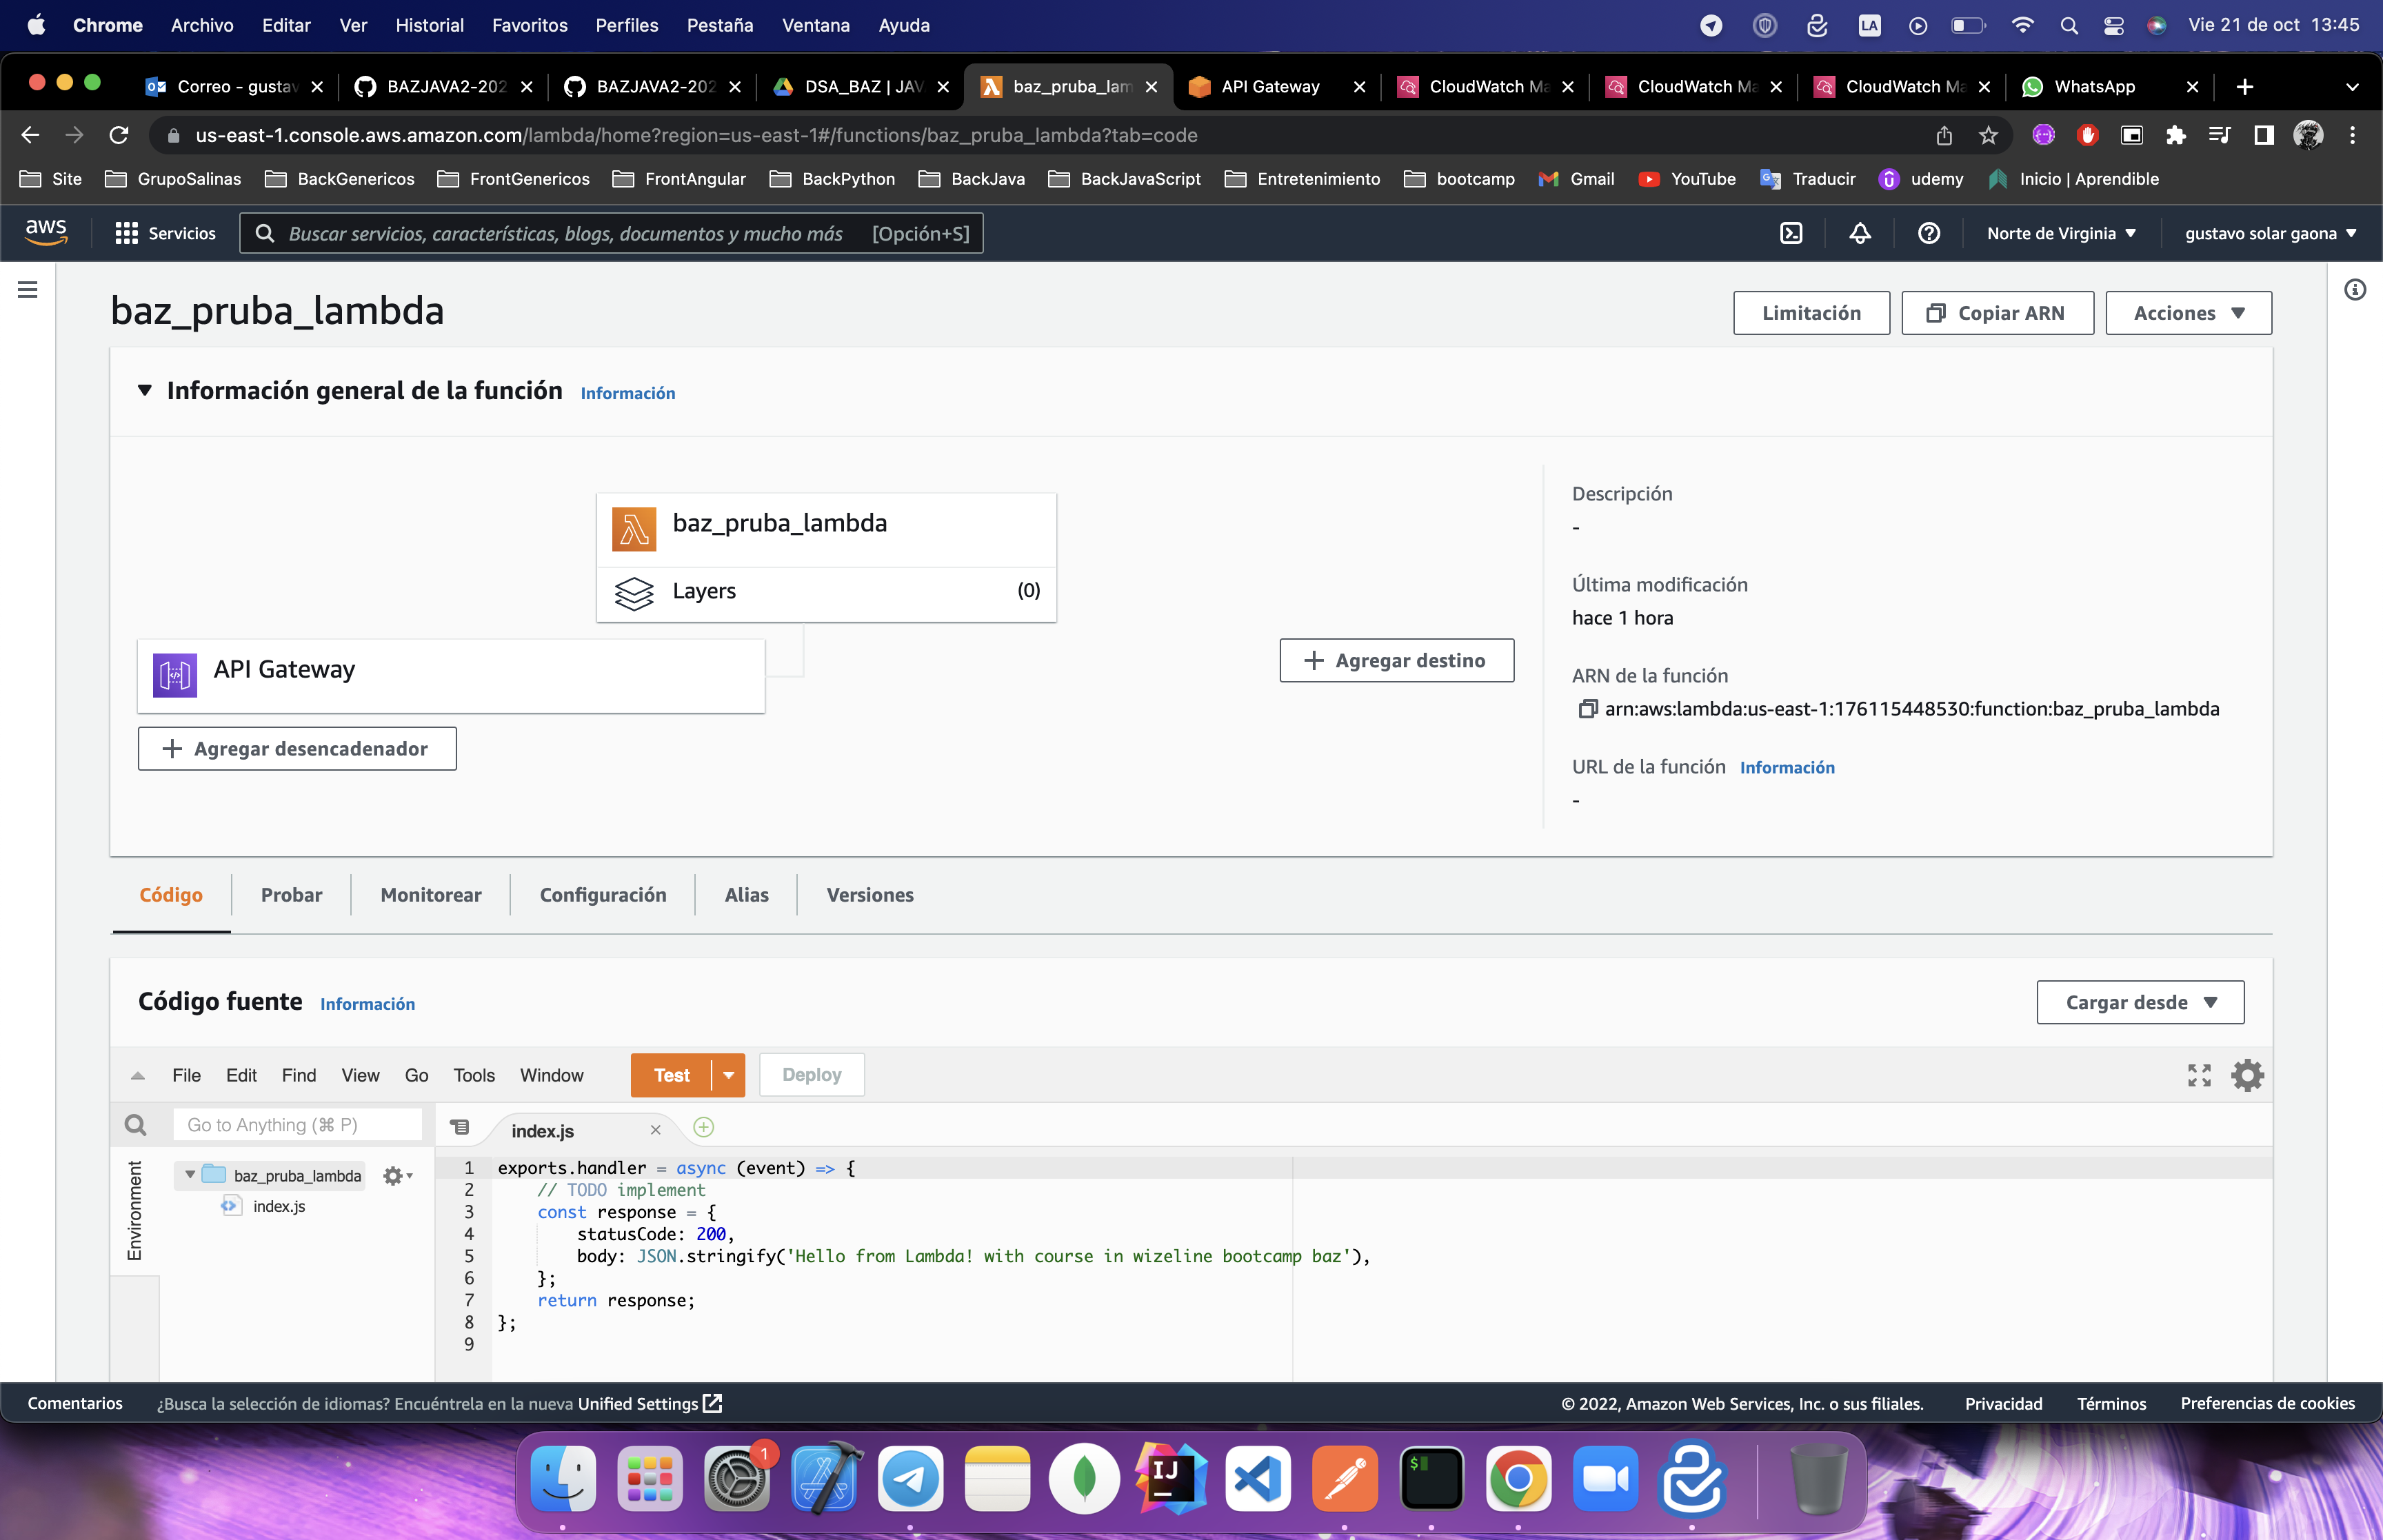 Chrome Archivo Editar Ver Historial Favoritos Perfiles Pestaña Ventana Ayuda LA Vie 21 de oct 13:45
Correo - gustav BAZJAVA2-202 BAZJAVA2-202 DSA_BAZ | JAV baz_pruba_lam API Gateway CloudWatch Ma CloudWatch Ma CloudWatch Ma WhatsApp
us-east-1.console.aws.amazon.com/lambda/home?region=us-east-1#/functions/baz_pruba_lambda?tab=code
Site GrupoSalinas BackGenericos FrontGenericos FrontAngular BackPython BackJava BackJavaScript Entretenimiento bootcamp Gmail YouTube Traducir udemy Inicio | Aprendible
aws Servicios Buscar servicios, características, blogs, documentos y mucho más [Opción+S] Norte de Virginia gustavo solar gaona
baz_pruba_lambda
Limitación Copiar ARN Acciones
Información general de la función Información
baz_pruba_lambda
Layers (0)
API Gateway
Agregar desencadenador
Agregar destino
Descripción
-
Última modificación
hace 1 hora
ARN de la función
arn:aws:lambda:us-east-1:176115448530:function:baz_pruba_lambda
URL de la función Información
-
Código Probar Monitorear Configuración Alias Versiones
Código fuente Información Cargar desde
File Edit Find View Go Tools Window Test Deploy
Go to Anything (⌘ P) index.js
Environment
baz_pruba_lambda
index.js
1 exports.handler = async (event) => {
2 // TODO implement
3 const response = {
4 statusCode: 200,
5 body: JSON.stringify('Hello from Lambda! with course in wizeline bootcamp baz'),
6 };
7 return response;
8 };
9
Comentarios ¿Busca la selección de idiomas? Encuéntrela en la nueva Unified Settings © 2022, Amazon Web Services, Inc. o sus filiales. Privacidad Términos Preferencias de cookies
1
IJ
$